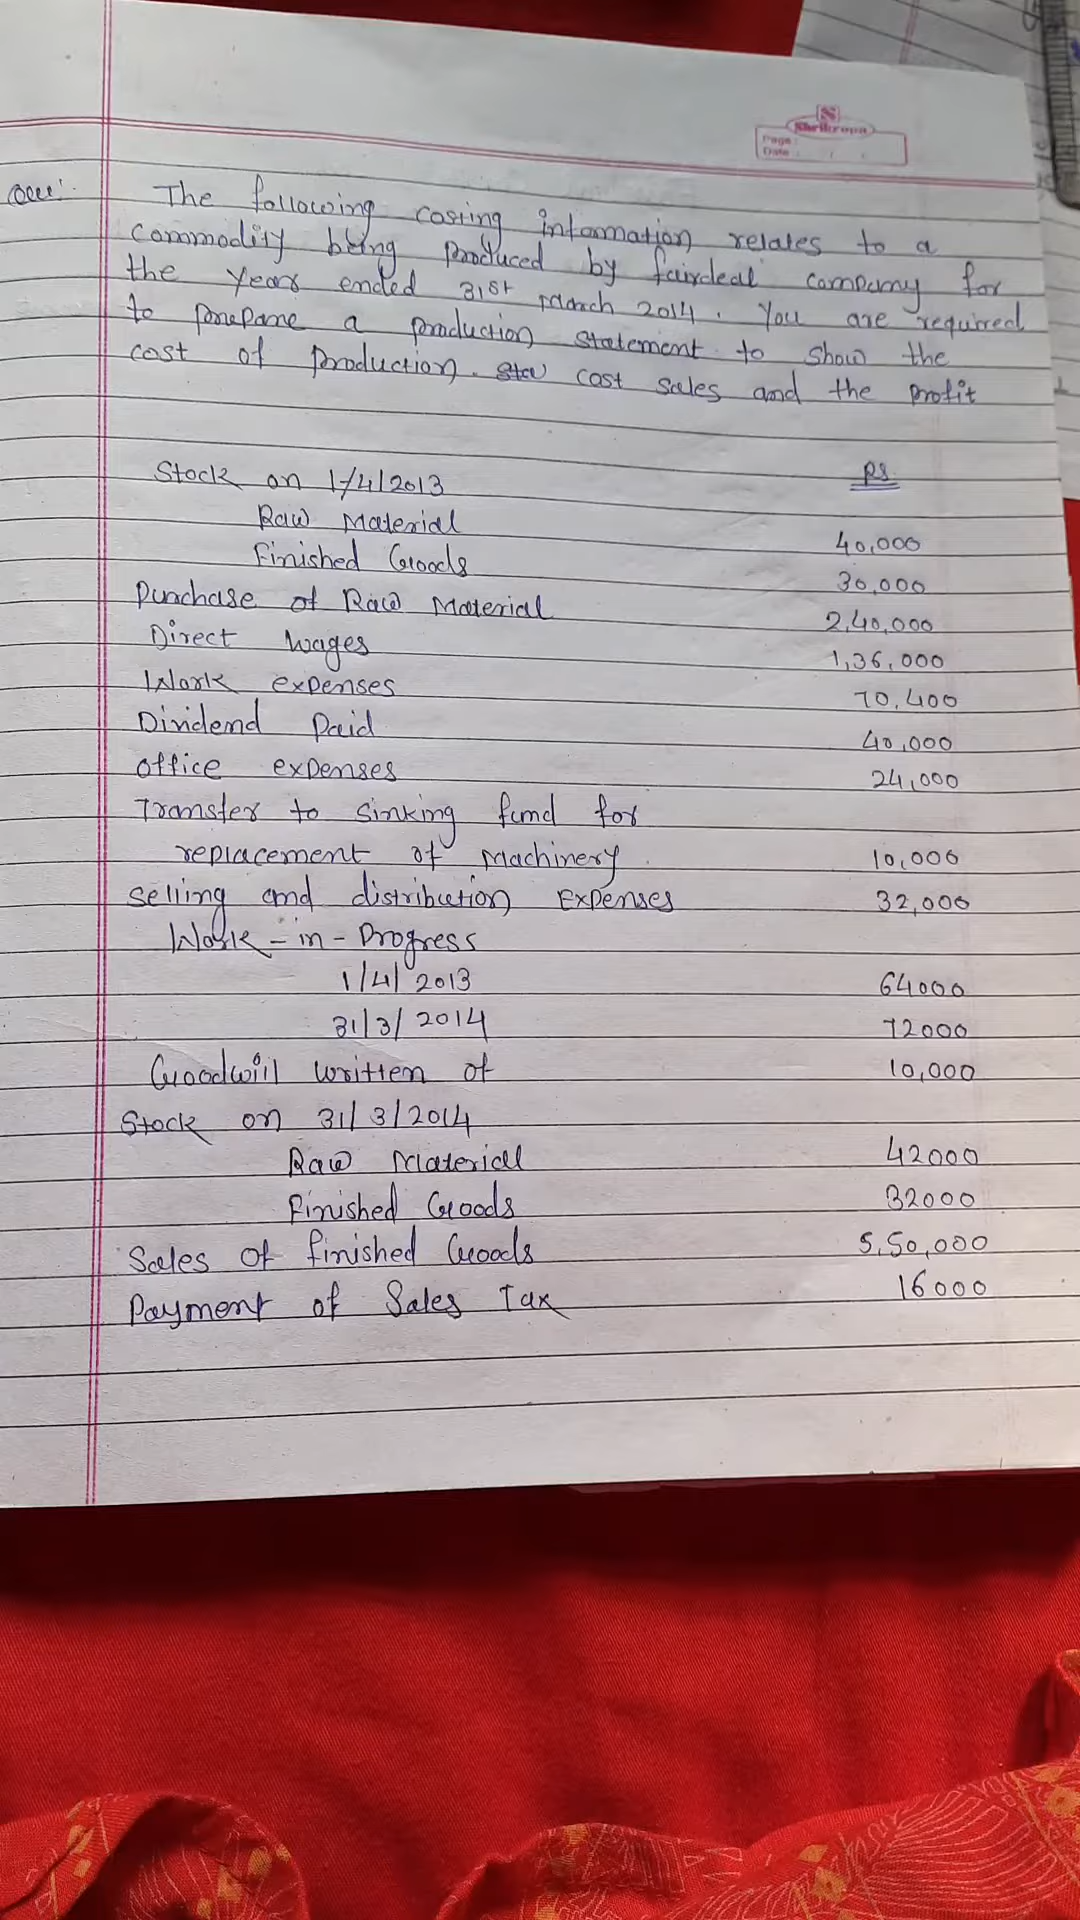 Shrikrupa
Page :
Date :
Que:
The following costing information relates to a
commodity being produced by fairdeal company for
the years ended 31st March 2014. You are required
to prepare a production statement to show the
cost of production. cost sales and the profit
Rs
Stock on 1/4/2013
Raw Material 40,000
Finished Goods 30,000
Purchase of Raw Material 2,40,000
Direct wages 1,36,000
Work expenses 70,400
Dividend Paid 40,000
office expenses 24,000
Transfer to sinking fund for
replacement of Machinery. 10,000
Selling and distribution Expenses 32,000
Work-in-Progress
1/4/2013 64000
31/3/2014 72000
Goodwill written of 10,000
Stock on 31/3/2014
Raw Material 42000
Finished Goods 32000
Sales of finished Goods 5,50,000
Payment of Sales Tax 16000